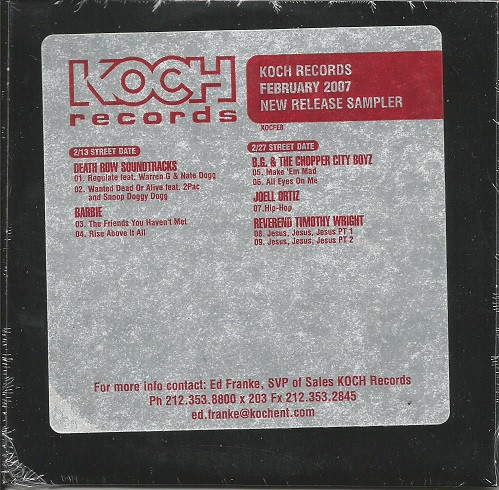 KOCH
records
KOCH RECORDS
FEBRUARY 2007
NEW RELEASE SAMPLER
XOCFEB
2/13 STREET DATE
DEATH ROW SOUNDTRACKS
01. Regulate feat. Warren G & Nate Dogg
02. Wanted Dead Or Alive feat. 2Pac
and Snoop Doggy Dogg
BARBIE
03. The Friends You Haven't Met
04. Rise Above It All
2/27 STREET DATE
B.G. & THE CHOPPER CITY BOYZ
05. Make 'Em Mad
06. All Eyes On Me
JOELL ORTIZ
07.Hip-Hop
REVEREND TIMOTHY WRIGHT
08. Jesus, Jesus, Jesus PT 1
09. Jesus, Jesus, Jesus PT 2
For more info contact: Ed Franke, SVP of Sales KOCH Records
Ph 212.353.8800 x 203 Fx 212.353.2845
ed.franke@kochent.com